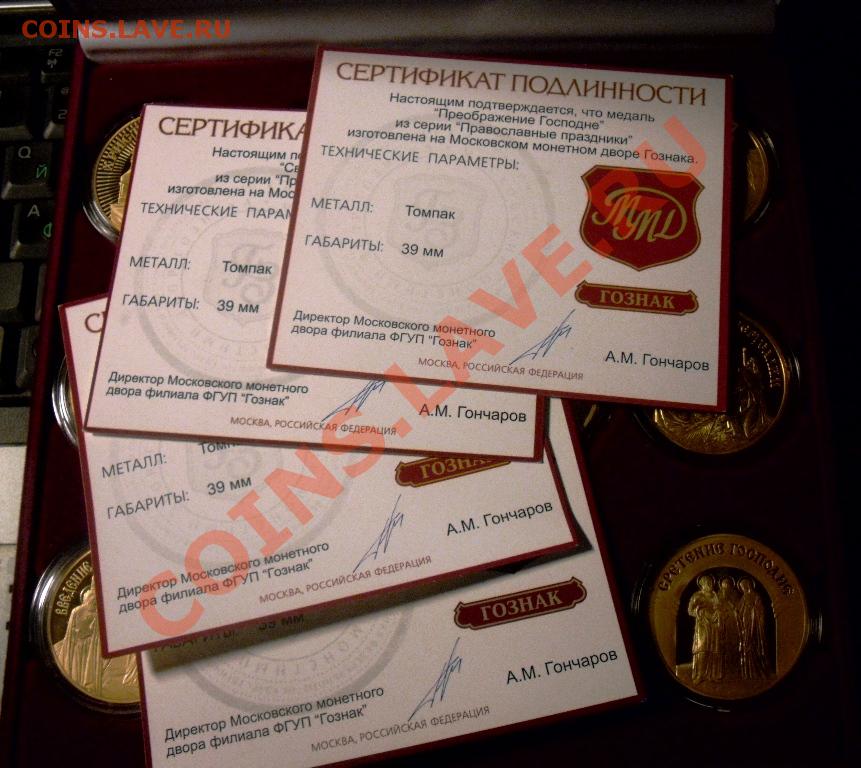 COINS.LAVE.RU
СЕРТИФИКАТ ПОДЛИННОСТИ
Настоящим подтверждается, что медаль
"Преображение Господне"
из серии "Православные праздники"
изготовлена на Московском монетном дворе Гознака.
ТЕХНИЧЕСКИЕ ПАРАМЕТРЫ:
МЕТАЛЛ: Томпак
ГАБАРИТЫ: 39 мм
ММД
ГОЗНАК
Директор Московского монетного
двора филиала ФГУП "Гознак"
А.М. Гончаров
МОСКВА, РОССИЙСКАЯ ФЕДЕРАЦИЯ
СЕРТИФИКА
Настоящим
из серии
изготовлена на
ТЕХНИЧЕСКИЕ ПАРАМ
МЕТАЛЛ: Томпак
ГАБАРИТЫ: 39 мм
Директор Московского монетного
двора филиала ФГУП "Гознак"
А.М. Гончаров
МОСКВА, РОССИЙСКАЯ ФЕДЕРАЦИЯ
МЕТАЛЛ:
ГАБАРИТЫ: 39 мм
ГОЗНАК
Директор Московского монетного
двора филиала ФГУП "Гознак"
А.М. Гончаров
МОСКВА, РОССИЙСКАЯ ФЕДЕРАЦИЯ
ГАБАРИТЫ: 39 мм
ГОЗНАК
Директор Московского монетного
двора филиала ФГУП "Гознак"
А.М. Гончаров
МОСКВА, РОССИЙСКАЯ ФЕДЕРАЦИЯ
ВВЕДЕНИЕ
СРЕТЕНИЕ ГОСПОДНЕ
COINS.LAVE.RU